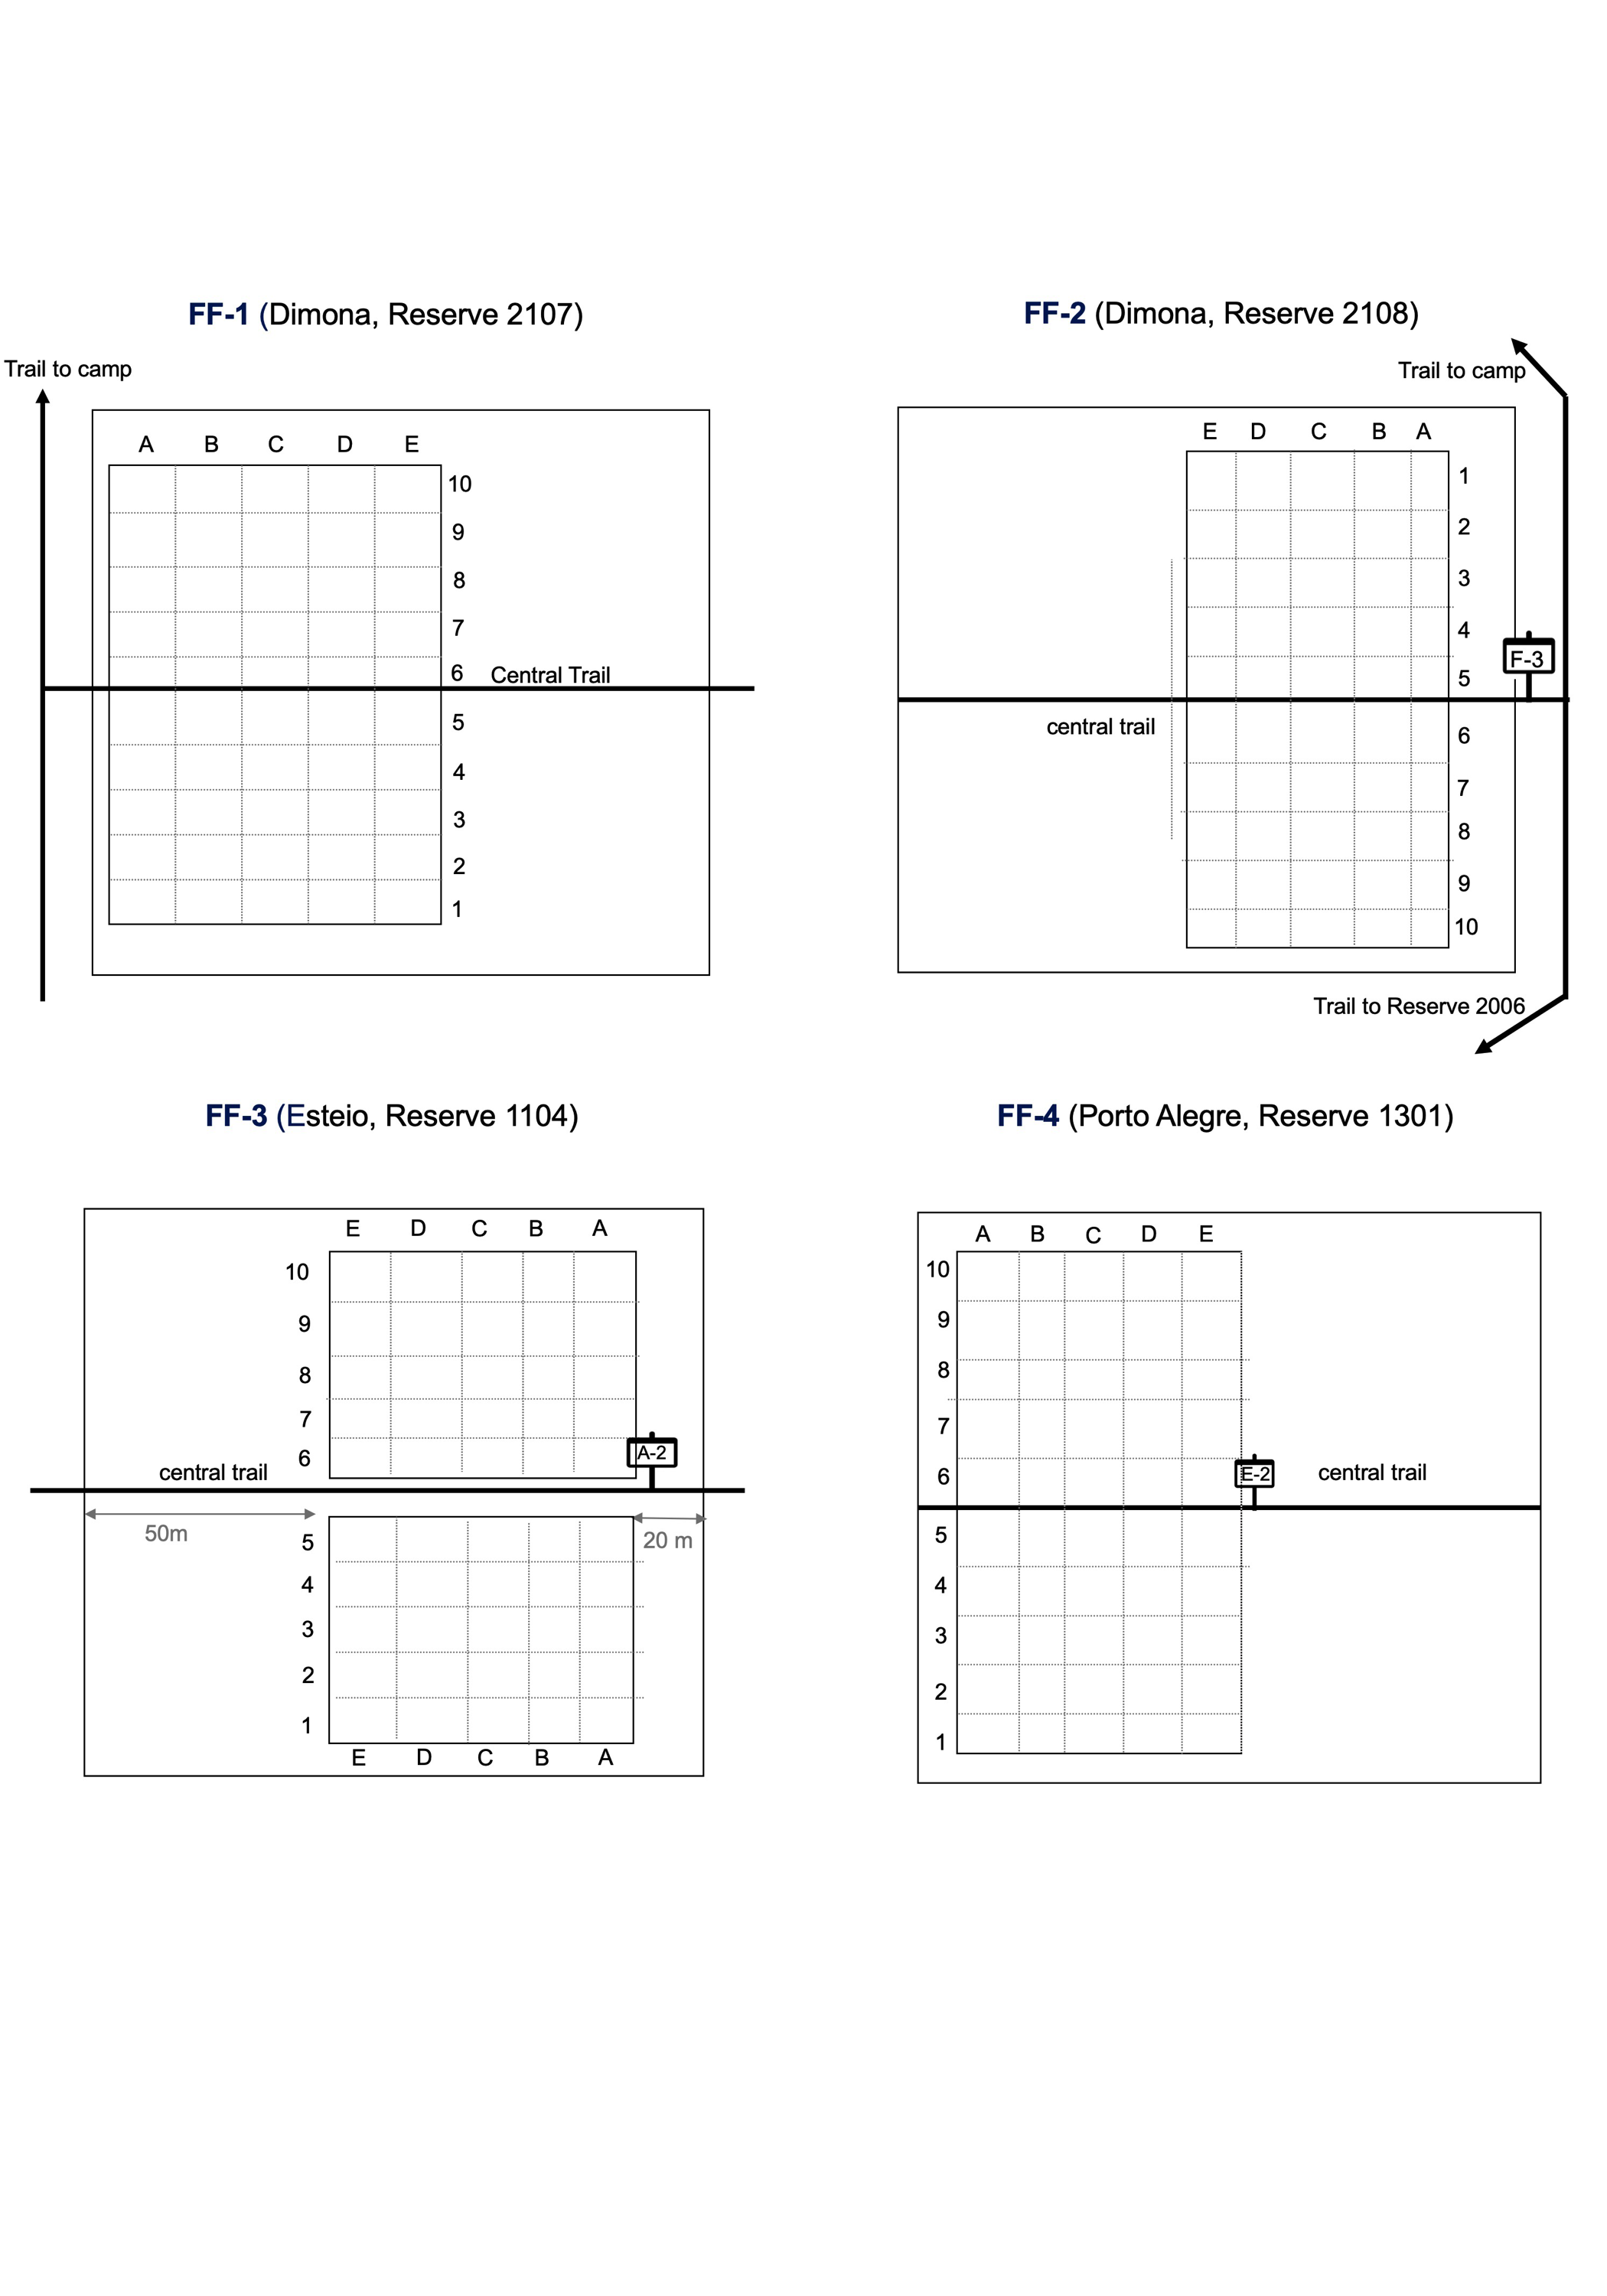 FF-1 (Dimona, Reserve 2107)
Trail to camp
A B C D E
10
9
8
7
6 Central Trail
5
4
3
2
1
FF-2 (Dimona, Reserve 2108)
Trail to camp
E D C B A
1
2
3
4
F-3
5
central trail
6
7
8
9
10
Trail to Reserve 2006
FF-3 (Esteio, Reserve 1104)
E D C B A
10
9
8
7
6
A-2
central trail
50m
20 m
5
4
3
2
1
E D C B A
FF-4 (Porto Alegre, Reserve 1301)
A B C D E
10
9
8
7
6
E-2
central trail
5
4
3
2
1